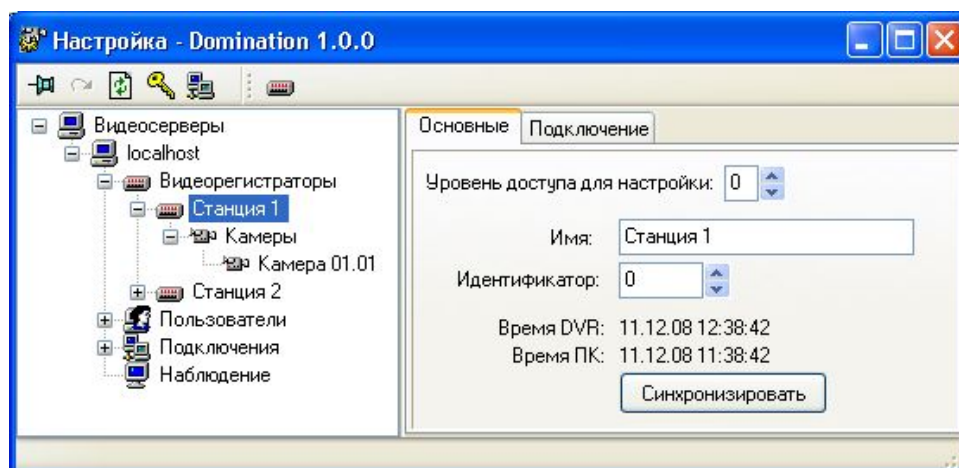 Настройка - Domination 1.0.0
Видеосерверы
localhost
Видеорегистраторы
Станция 1
Камеры
Камера 01.01
Станция 2
Пользователи
Подключения
Наблюдение
Основные
Подключение
Уровень доступа для настройки: 0
Имя: Станция 1
Идентификатор: 0
Время DVR: 11.12.08 12:38:42
Время ПК: 11.12.08 11:38:42
Синхронизировать